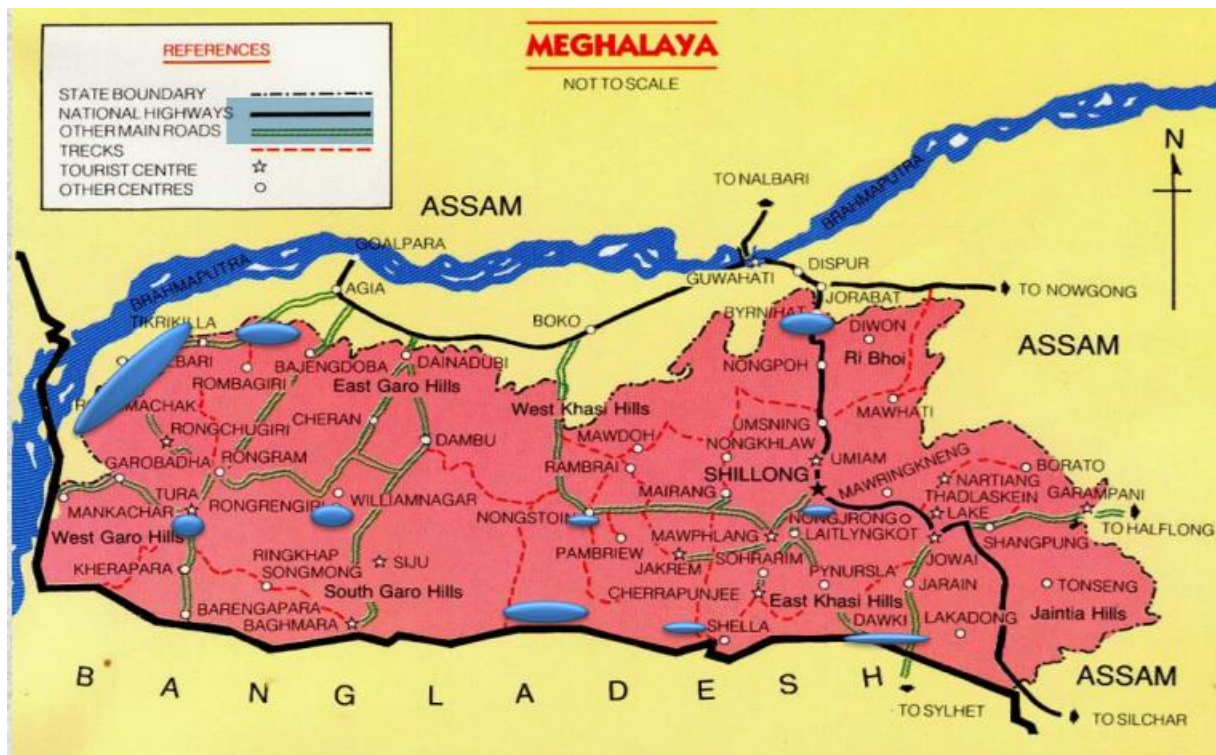 MEGHALAYA
NOT TO SCALE
REFERENCES
STATE BOUNDARY
NATIONAL HIGHWAYS
OTHER MAIN ROADS
TRECKS
TOURIST CENTRE
OTHER CENTRES
N
TO NALBARI
ASSAM
BRAHMAPUTRA
GOALPARA
GUWAHATI
DISPUR
BRAHMAPUTRA
AGIA
JORABAT
TO NOWGONG
TIKRIKILLA
BOKO
BYRNIHAT
DIWON
ASSAM
BAJENGDOBA
DAINADUBI
Ri Bhoi
ROMBAGIRI
East Garo Hills
NONGPOH
CHERAN
West Khasi Hills
MAWHATI
RONGCHUGIRI
UMSNING
DAMBU
MAWDOH
NONGKHLAW
GAROBADHA
RONGRAM
RAMBRAI
SHILLONG
UMIAM
MAWRIINGKNENG
BORATO
NARTIANG
TURA
RONGRENGIRI
WILLIAMNAGAR
MAIRANG
THADLASKEIN
LAKE
GARAMPANI
MANKACHAR
NONGSTOIN
NONGJRONG
TO HALFLONG
West Garo Hills
MAWPHLANG
LAITLYNGKOT
SHANGPUNG
RINGKHAP
SONGMONG
SIJU
PAMBRIEW
JAKREM
SOHRARIM
JOWAI
KHERAPARA
PYNURSLA
JARAIN
TONSENG
South Garo Hills
CHERRAPUNJEE
East Khasi Hills
Jaintia Hills
BARENGAPARA
BAGHMARA
SHELLA
DAWKI
LAKADONG
BANGLADESH
ASSAM
TO SYLHET
TO SILCHAR